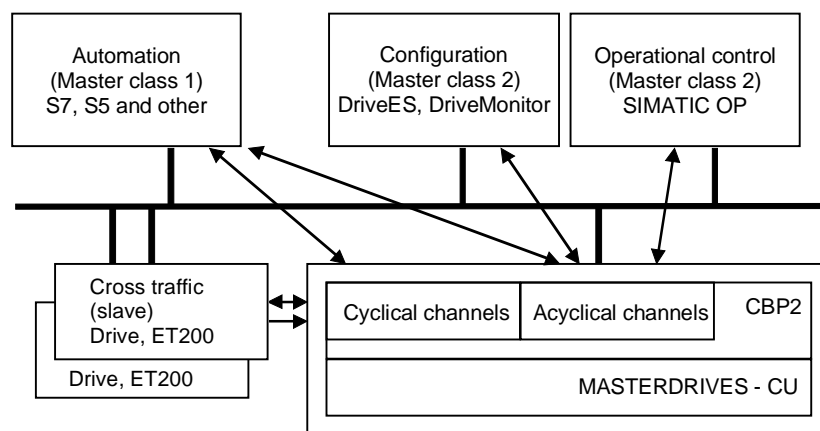 Automation
(Master class 1)
S7, S5 and other
Configuration
(Master class 2)
DriveES, DriveMonitor
Operational control
(Master class 2)
SIMATIC OP
Cross traffic
(slave)
Drive, ET200
Drive, ET200
Cyclical channels
Acyclical channels
CBP2
MASTERDRIVES - CU